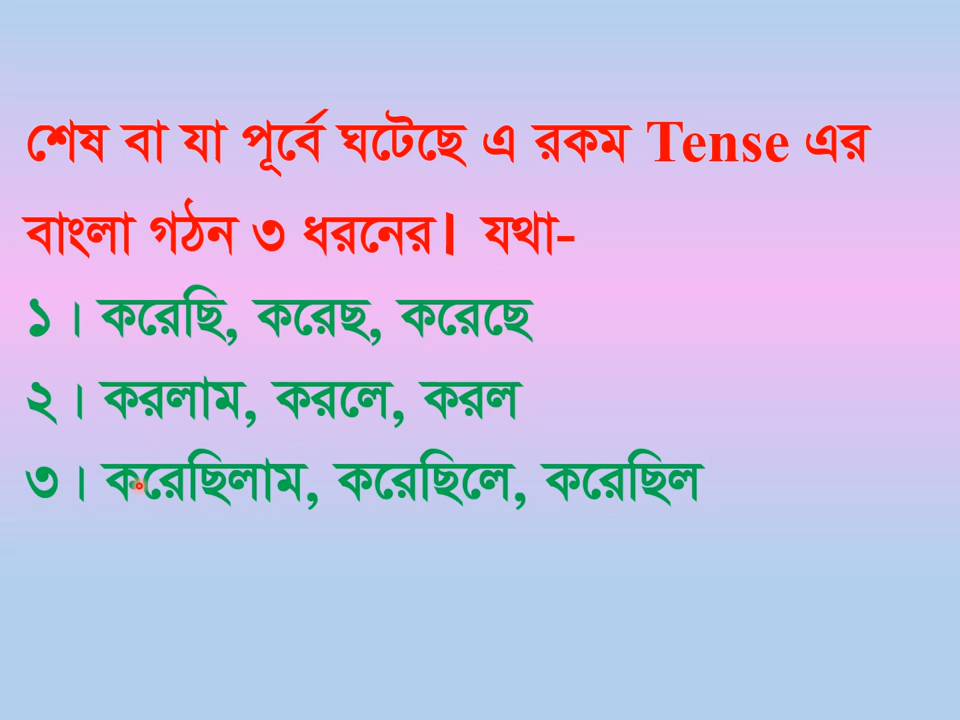 শেষ বা যা পূর্বে ঘটেছে এ রকম Tense এর
বাংলা গঠন ৩ ধরনের। যথা-
১। করেছি, করেছ, করেছে
২। করলাম, করলে, করল
৩। করেছিলাম, করেছিলে, করেছিল